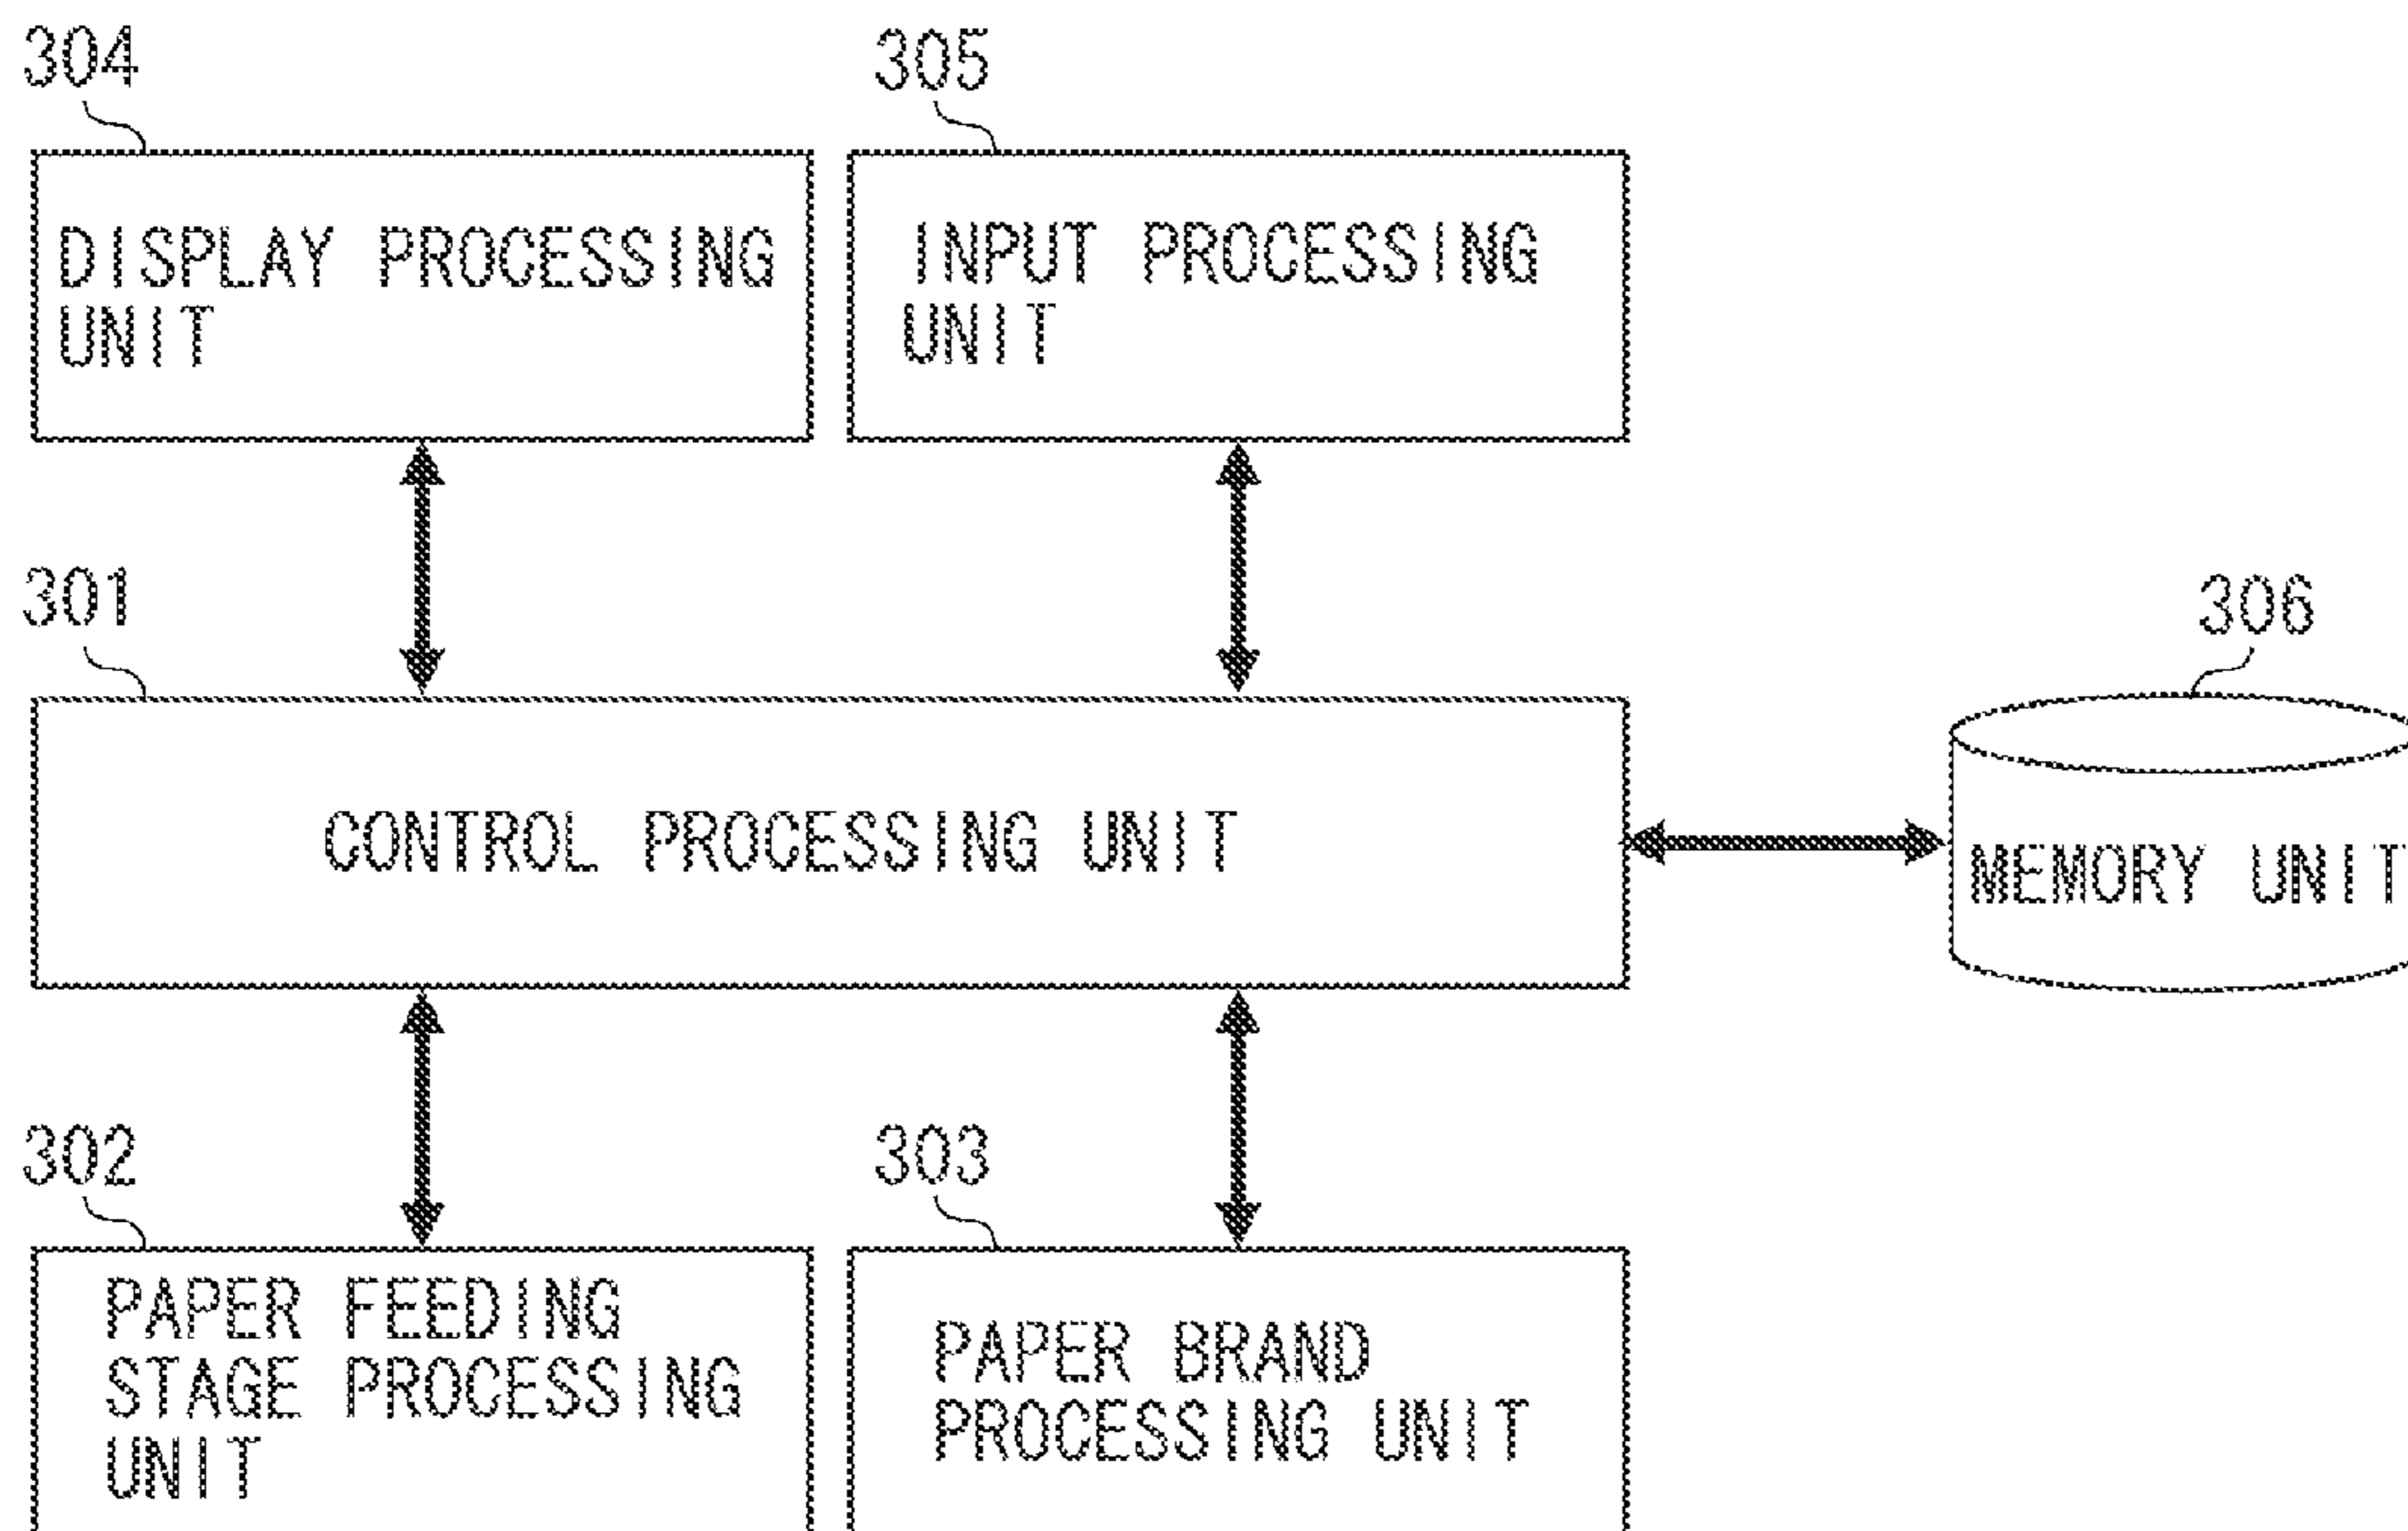 304
305
DISPLAY PROCESSING
UNIT
INPUT PROCESSING
UNIT
301
306
CONTROL PROCESSING UNIT
MEMORY UNIT
302
303
PAPER FEEDING
STAGE PROCESSING
UNIT
PAPER BRAND
PROCESSING UNIT